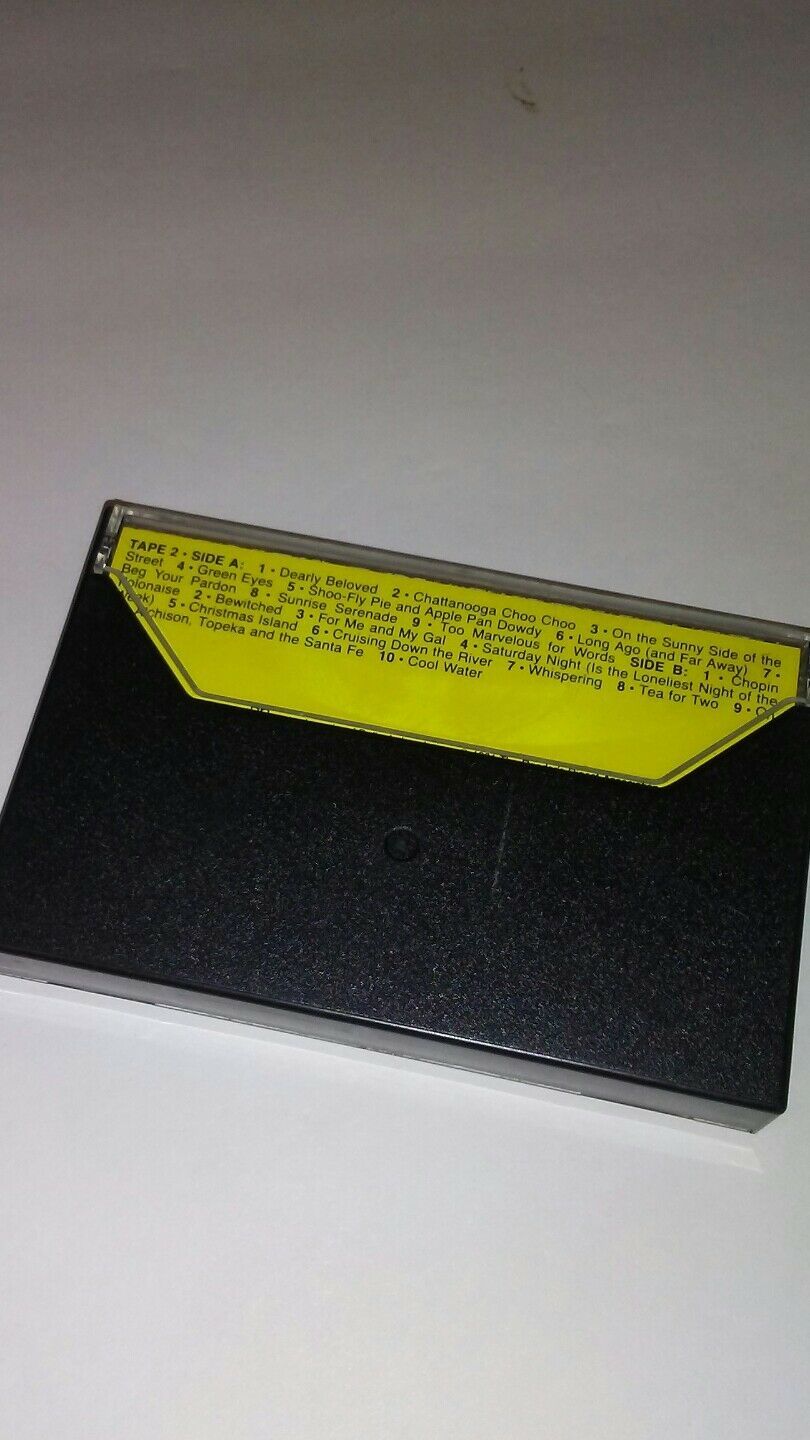 TAPE 2 • SIDE A: 1 • Dearly Beloved 2 • Chattanooga Choo Choo 3 • On the Sunny Side of the
Street 4 • Green Eyes 5 • Shoo-Fly Pie and Apple Pan Dowdy 6 • Long Ago (and Far Away) 7 •
Beg Your Pardon 8 • Sunrise Serenade 9 • Too Marvelous for Words SIDE B: 1 • Chopin
Polonaise 2 • Bewitched 3 • For Me and My Gal 4 • Saturday Night (Is the Loneliest Night of the
Week) 5 • Christmas Island 6 • Cruising Down the River 7 • Whispering 8 • Tea for Two 9 •
Topeka and the Santa Fe 10 • Cool Water